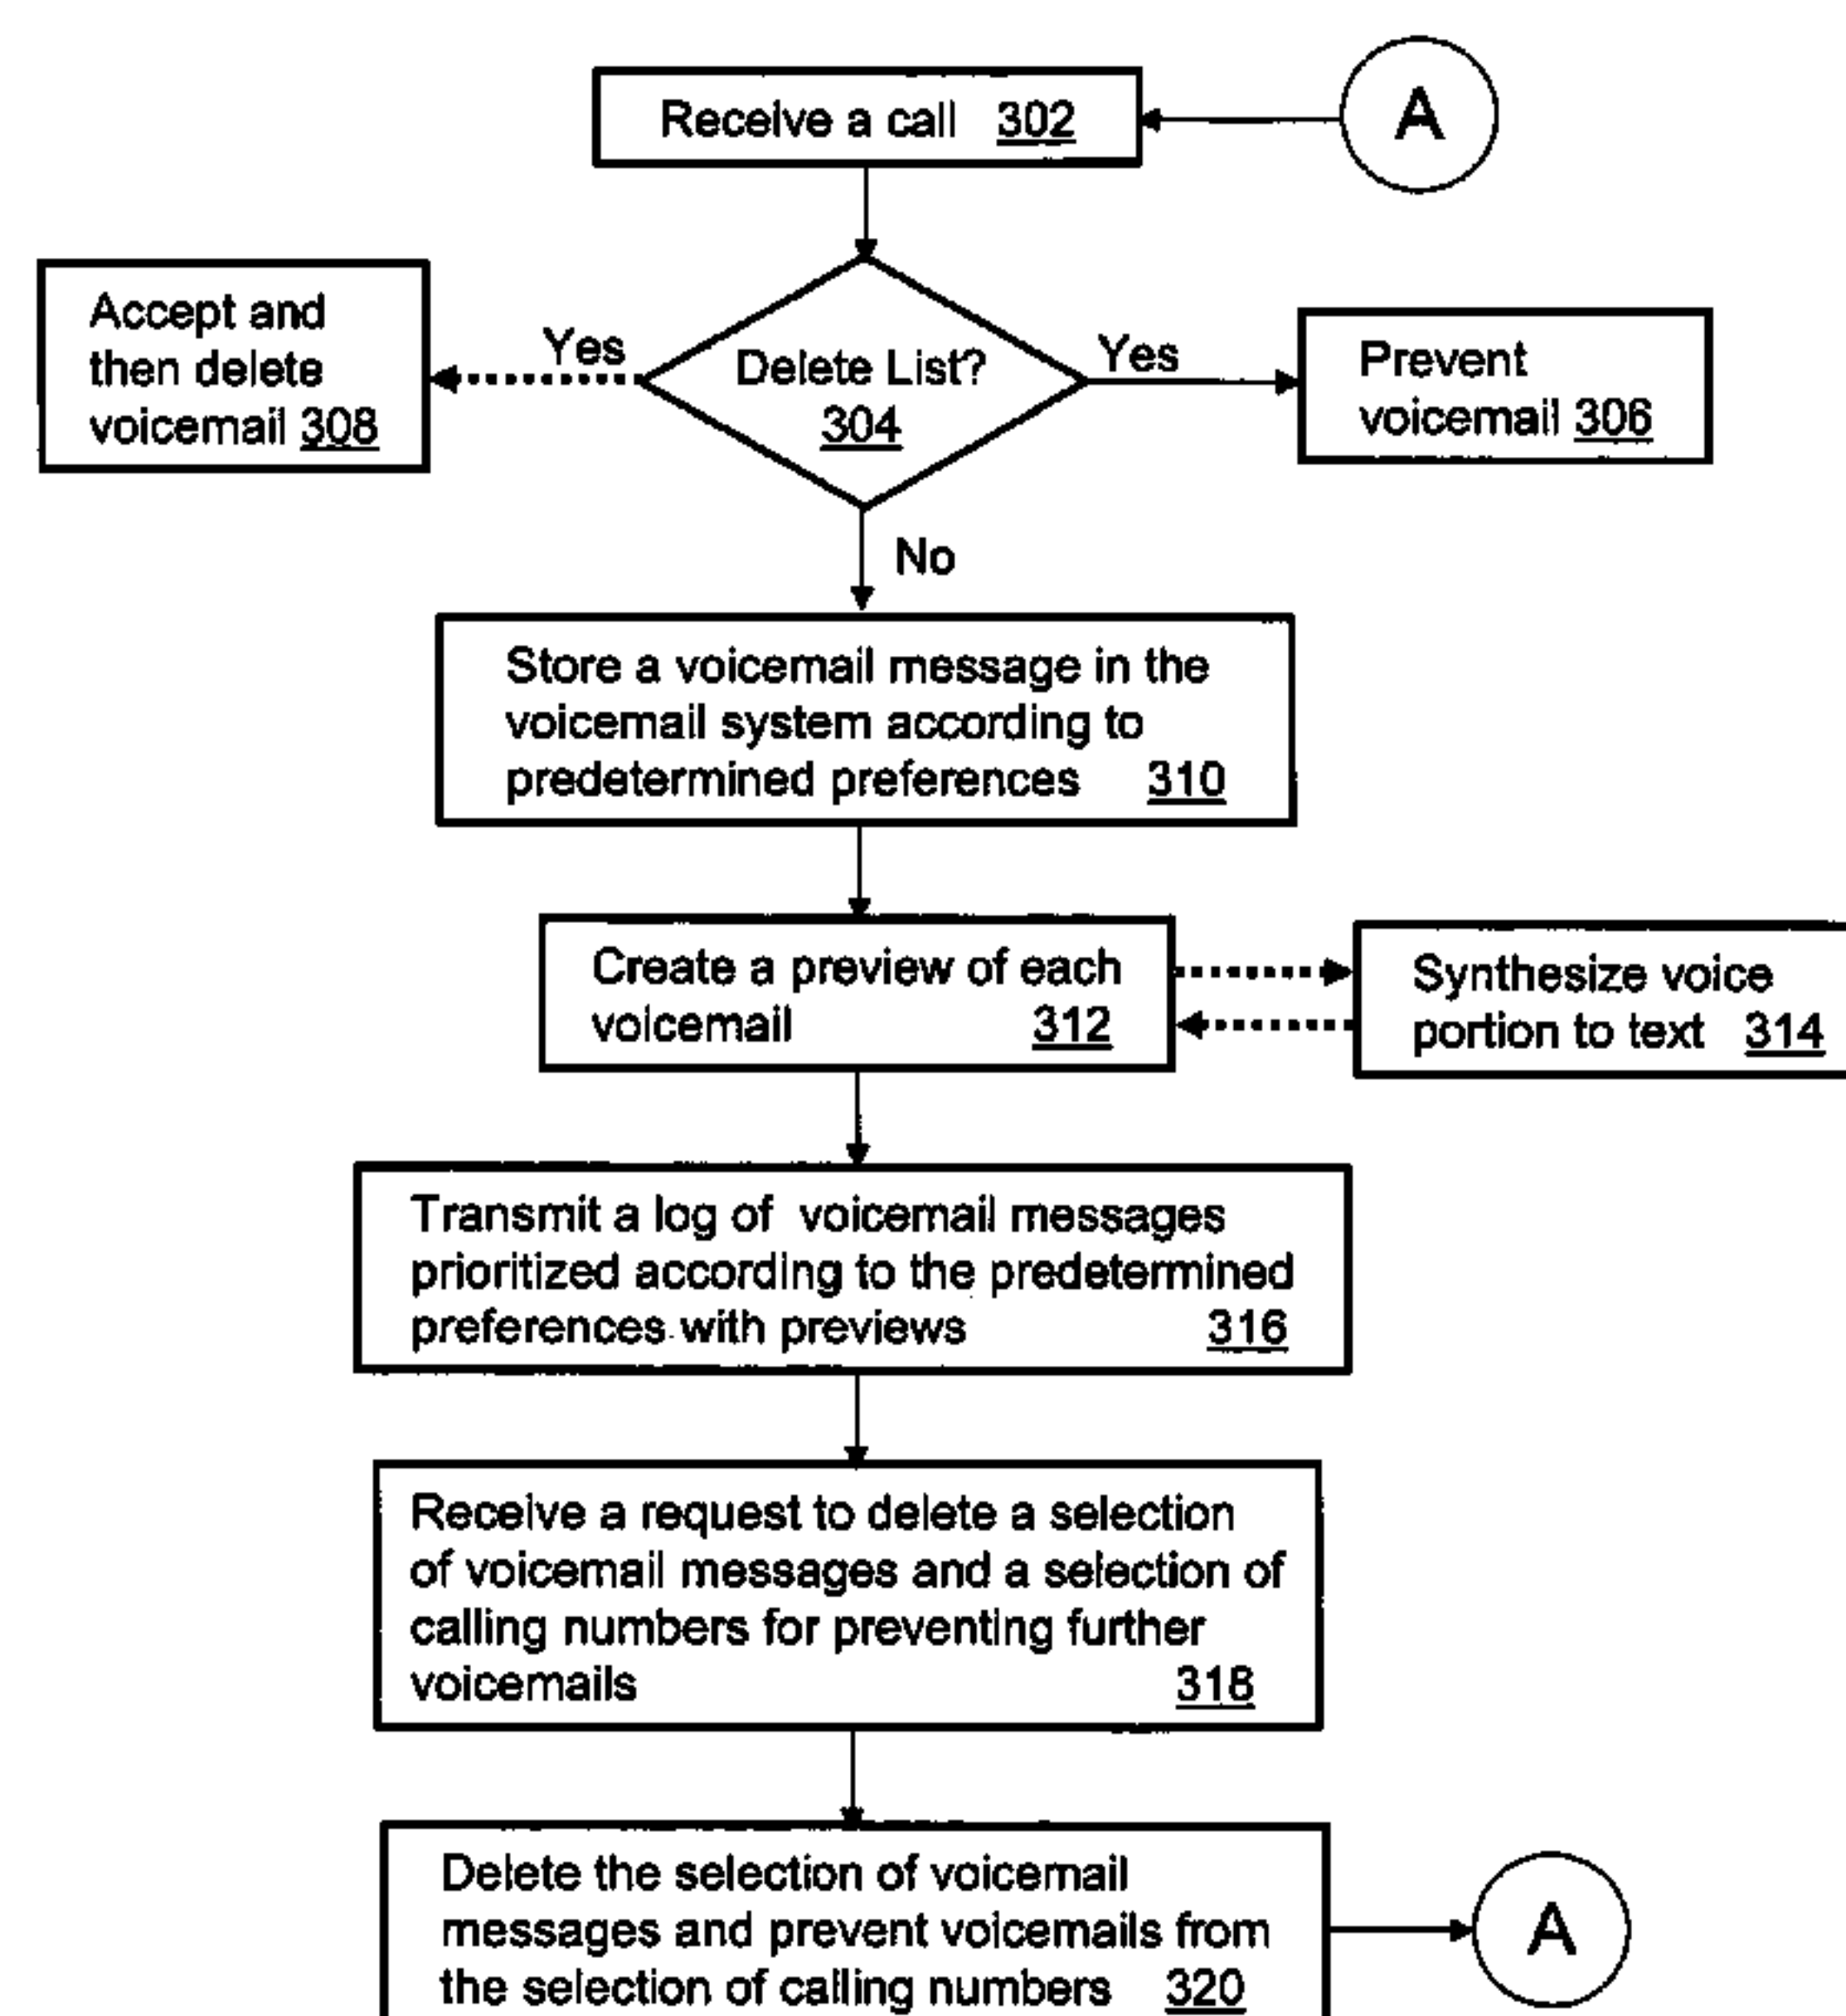 Receive a call 302
A
Accept and
then delete
voicemail 308
Yes
Delete List?
304
Yes
Prevent
voicemail 306
No
Store a voicemail message in the
voicemail system according to
predetermined preferences 310
Create a preview of each
voicemail 312
Synthesize voice
portion to text 314
Transmit a log of voicemail messages
prioritized according to the predetermined
preferences with previews 316
Receive a request to delete a selection
of voicemail messages and a selection of
calling numbers for preventing further
voicemails 318
Delete the selection of voicemail
messages and prevent voicemails from
the selection of calling numbers 320
A